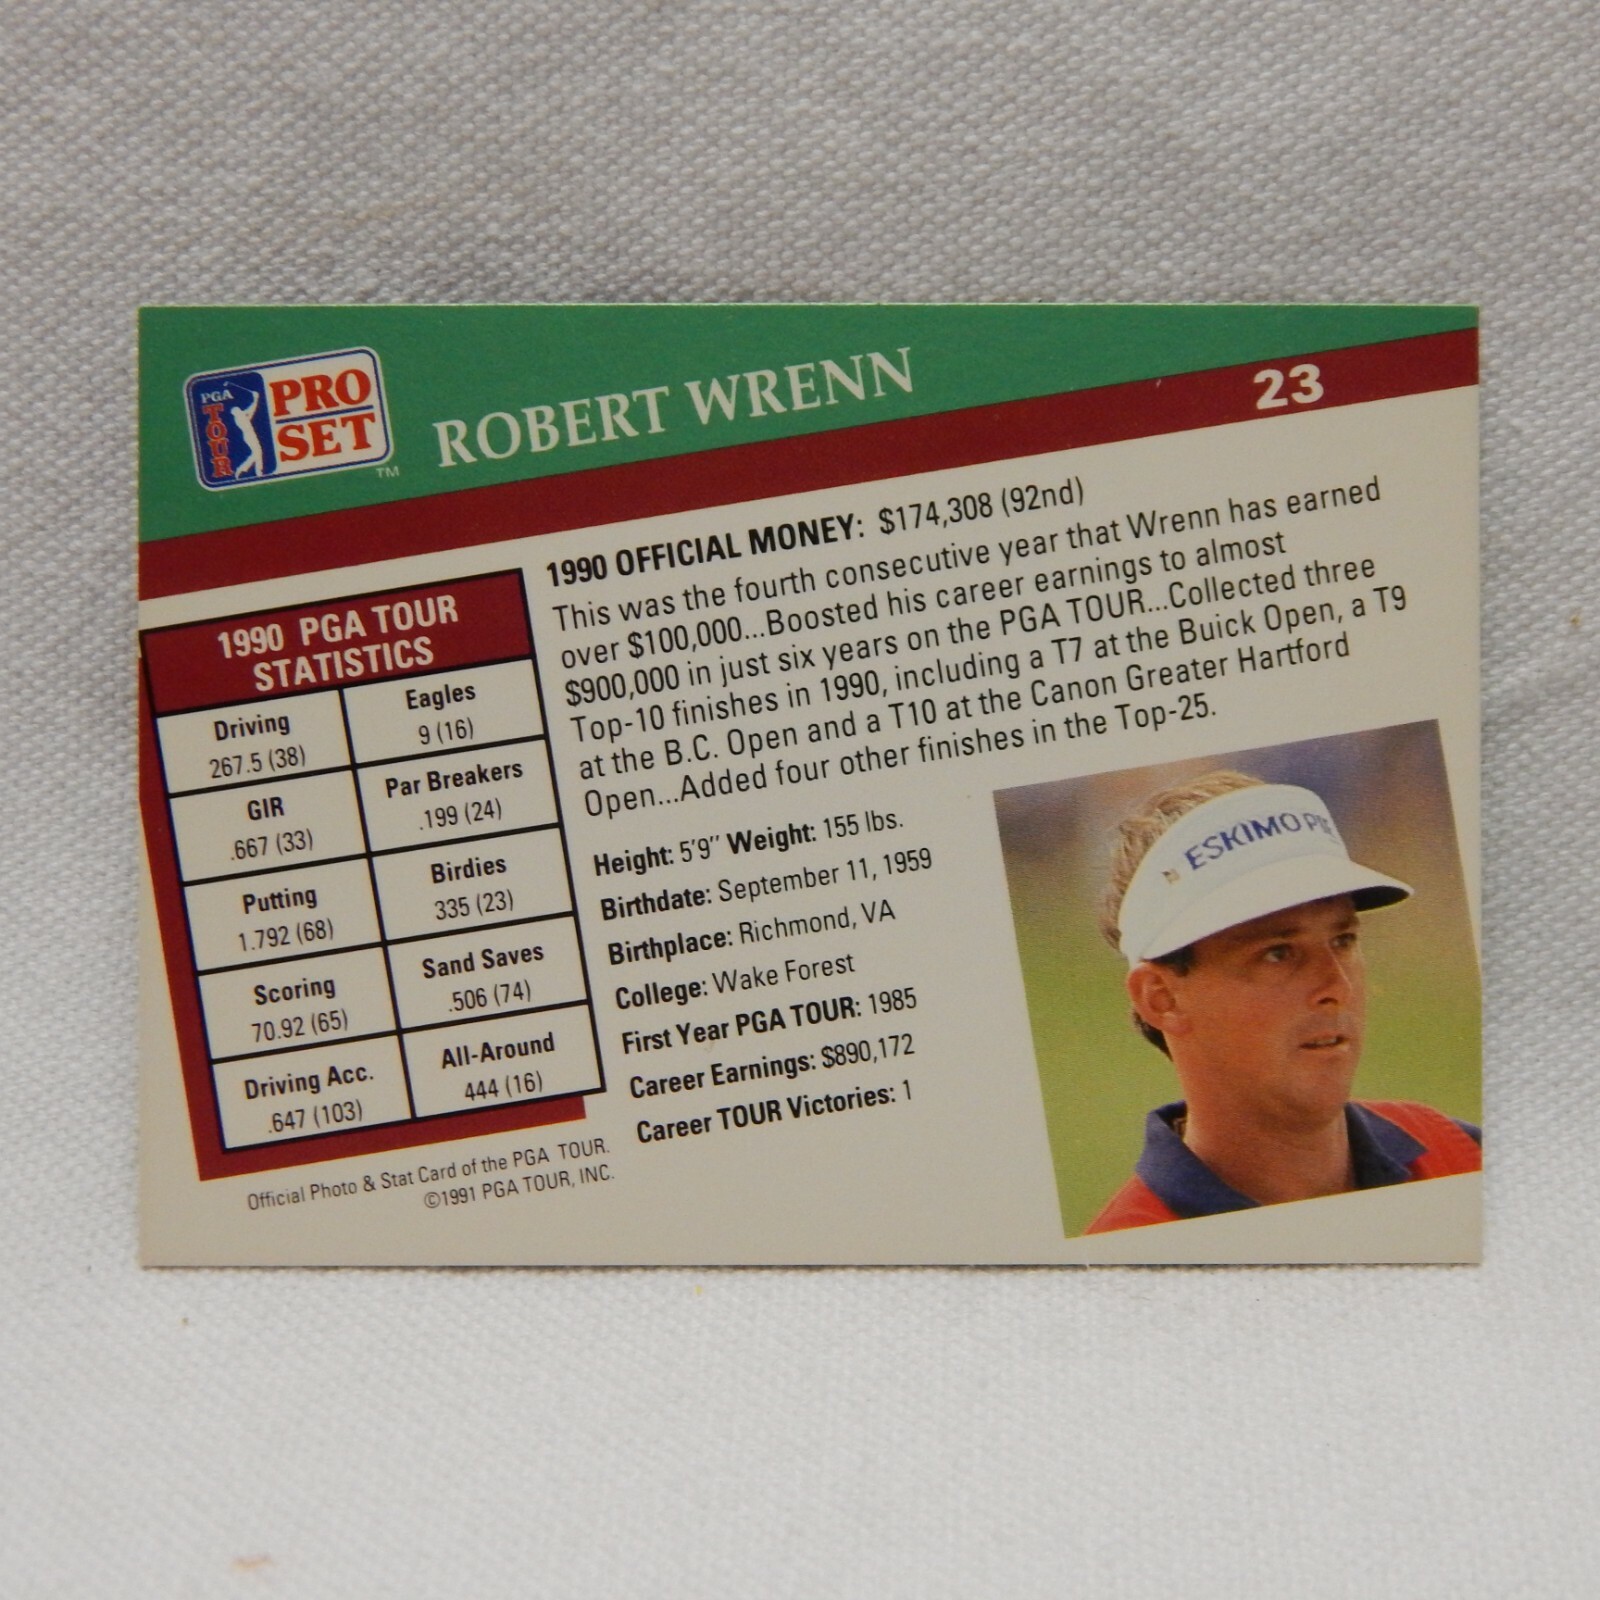 PGA
TOUR
PRO
SET
TM
ROBERT WRENN
23
1990 OFFICIAL MONEY: $174,308 (92nd)
This was the fourth consecutive year that Wrenn has earned
over $100,000...Boosted his career earnings to almost
$900,000 in just six years on the PGA TOUR...Collected three
Top-10 finishes in 1990, including a T7 at the Buick Open, a T9
at the B.C. Open and a T10 at the Canon Greater Hartford
Open...Added four other finishes in the Top-25.
1990 PGA TOUR
STATISTICS
Driving
267.5 (38)
Eagles
9 (16)
GIR
.667 (33)
Par Breakers
.199 (24)
Putting
1.792 (68)
Birdies
335 (23)
Scoring
70.92 (65)
Sand Saves
.506 (74)
Driving Acc.
.647 (103)
All-Around
444 (16)
Height: 5'9" Weight: 155 lbs.
Birthdate: September 11, 1959
Birthplace: Richmond, VA
College: Wake Forest
First Year PGA TOUR: 1985
Career Earnings: $890,172
Career TOUR Victories: 1
ESKIMO PIE
Official Photo & Stat Card of the PGA TOUR.
©1991 PGA TOUR, INC.